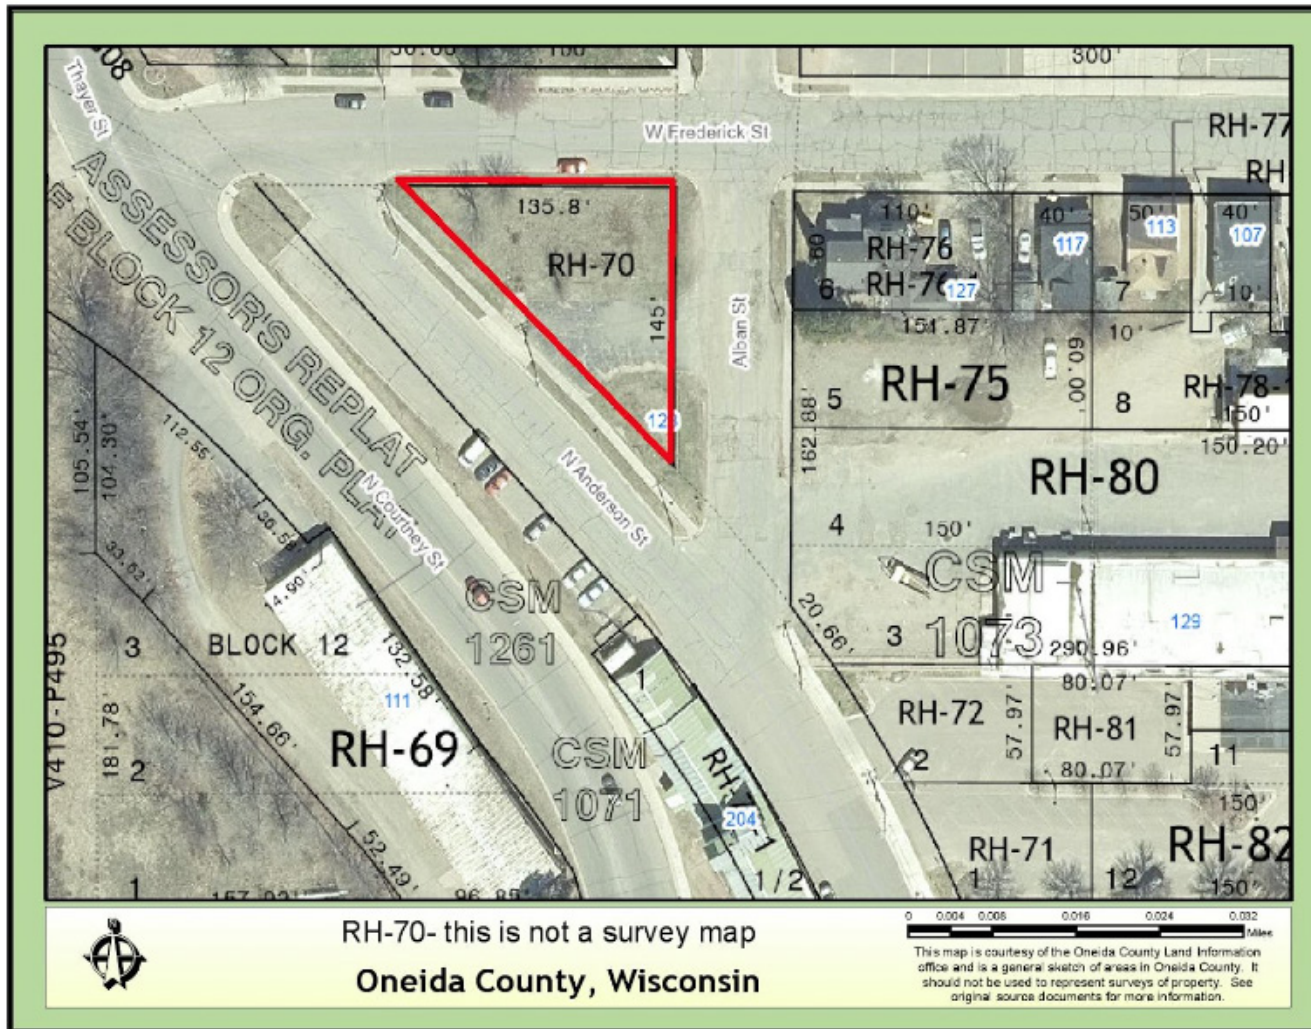 300'
Thayer St
W Frederick St
RH-77
RH-
135.8'
RH-70
145'
Alban St
110'
60
RH-76
RH-76
127
6
40'
117
50'
113
40'
107
7
10'
151.87'
10'
60.00'
ASSESSOR'S REPLAT
BLOCK 12 ORG. PLAT
N Courtney St
N Anderson St
5
RH-75
8
RH-78-1
150'
150.20'
162.88'
RH-80
4
150'
105.54'
104.30'
112.55'
36.58'
33.62'
14.90'
132.58'
CSM
1261
CSM
1073
129
20.66'
3
290.96'
V410-P495
3
BLOCK 12
111
154.66'
181.78'
2
RH-69
CSM
1071
1
204
1/2
RH-72
2
57.97'
80.07'
RH-81
80.07'
57.97'
11
150'
RH-71
1
12
RH-82
150'
52.49'
96.85'
1
RH-70- this is not a survey map
Oneida County, Wisconsin
0 0.004 0.008 0.016 0.024 0.032
Miles
This map is courtesy of the Oneida County Land Information
office and is a general sketch of areas in Oneida County. It
should not be used to represent surveys of property. See
original source documents for more information.